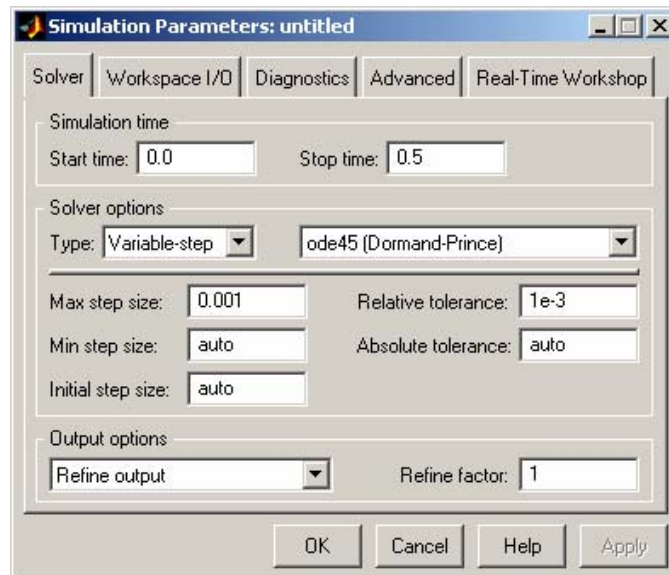 Simulation Parameters: untitled
Solver Workspace I/O Diagnostics Advanced Real-Time Workshop
Simulation time
Start time: 0.0 Stop time: 0.5
Solver options
Type: Variable-step ode45 (Dormand-Prince)
Max step size: 0.001 Relative tolerance: 1e-3
Min step size: auto Absolute tolerance: auto
Initial step size: auto
Output options
Refine output Refine factor: 1
OK Cancel Help Apply